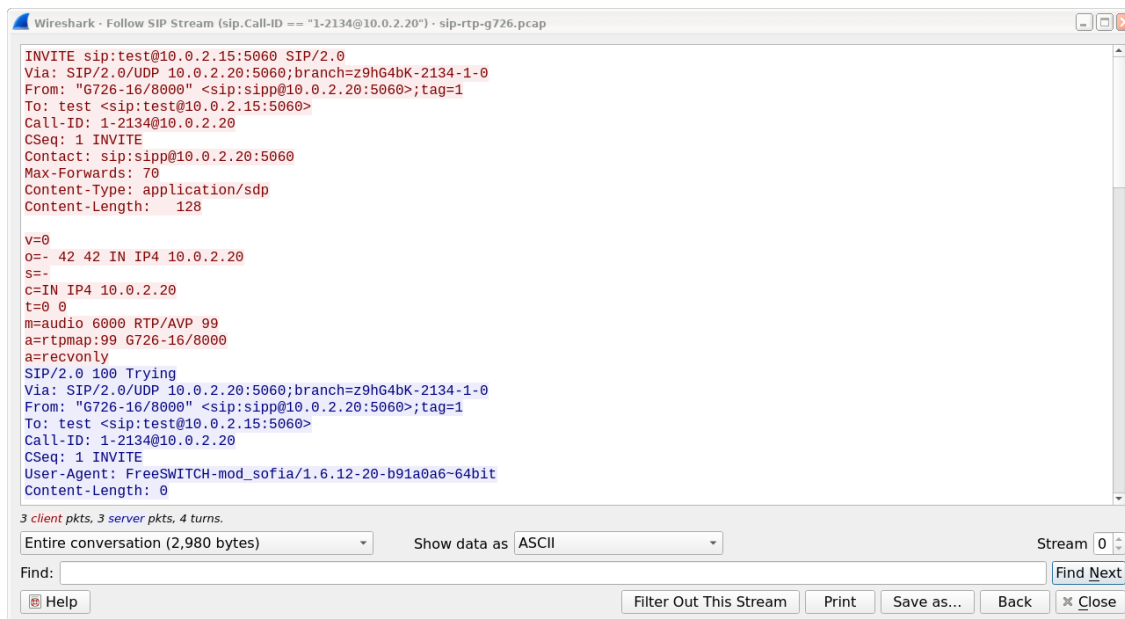 Wireshark · Follow SIP Stream (sip.Call-ID == "1-2134@10.0.2.20") · sip-rtp-g726.pcap
INVITE sip:test@10.0.2.15:5060 SIP/2.0
Via: SIP/2.0/UDP 10.0.2.20:5060;branch=z9hG4bK-2134-1-0
From: "G726-16/8000" <sip:sipp@10.0.2.20:5060>;tag=1
To: test <sip:test@10.0.2.15:5060>
Call-ID: 1-2134@10.0.2.20
CSeq: 1 INVITE
Contact: sip:sipp@10.0.2.20:5060
Max-Forwards: 70
Content-Type: application/sdp
Content-Length:   128
v=0
o=- 42 42 IN IP4 10.0.2.20
s=-
c=IN IP4 10.0.2.20
t=0 0
m=audio 6000 RTP/AVP 99
a=rtpmap:99 G726-16/8000
a=recvonly
SIP/2.0 100 Trying
Via: SIP/2.0/UDP 10.0.2.20:5060;branch=z9hG4bK-2134-1-0
From: "G726-16/8000" <sip:sipp@10.0.2.20:5060>;tag=1
To: test <sip:test@10.0.2.15:5060>
Call-ID: 1-2134@10.0.2.20
CSeq: 1 INVITE
User-Agent: FreeSWITCH-mod_sofia/1.6.12-20-b91a0a6~64bit
Content-Length: 0
3 client pkts, 3 server pkts, 4 turns.
Entire conversation (2,980 bytes) Show data as ASCII Stream 0
Find: Find Next
Help Filter Out This Stream Print Save as... Back Close